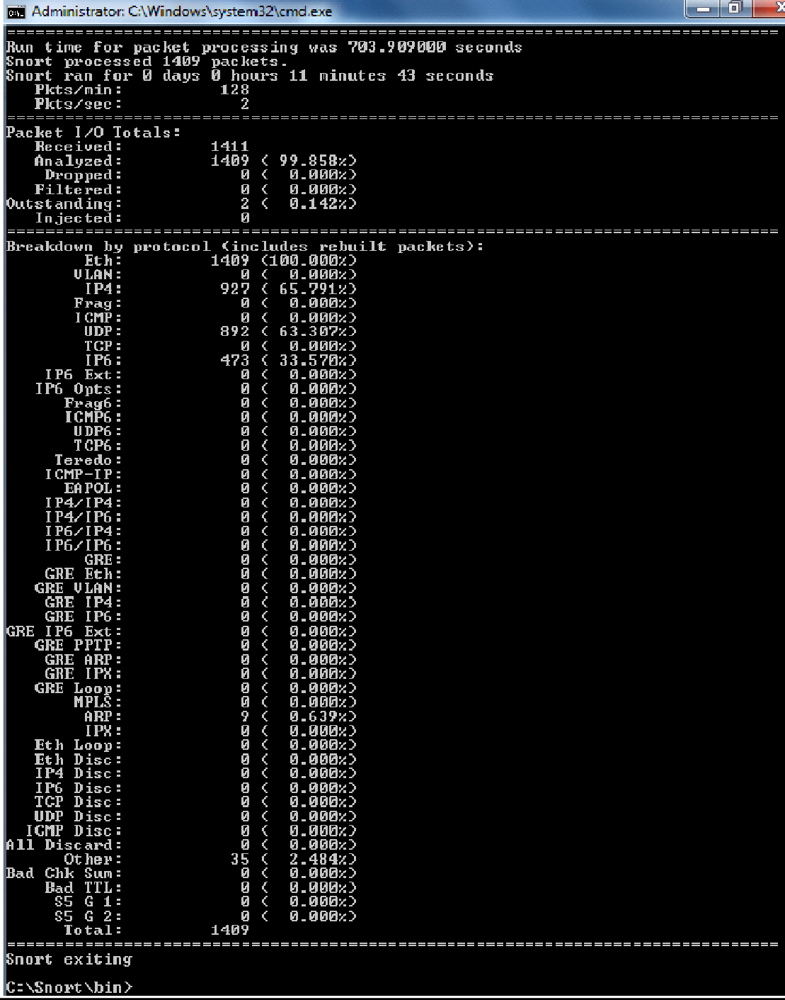 Administrator: C:\Windows\system32\cmd.exe
===============================================================================
Run time for packet processing was 703.909000 seconds
Snort processed 1409 packets.
Snort ran for 0 days 0 hours 11 minutes 43 seconds
Pkts/min: 128
Pkts/sec: 2
===============================================================================
Packet I/O Totals:
Received: 1411
Analyzed: 1409 ( 99.858%)
Dropped: 0 ( 0.000%)
Filtered: 0 ( 0.000%)
Outstanding: 2 ( 0.142%)
Injected: 0
===============================================================================
Breakdown by protocol (includes rebuilt packets):
Eth: 1409 (100.000%)
VLAN: 0 ( 0.000%)
IP4: 927 ( 65.791%)
Frag: 0 ( 0.000%)
ICMP: 0 ( 0.000%)
UDP: 892 ( 63.307%)
TCP: 0 ( 0.000%)
IP6: 473 ( 33.570%)
IP6 Ext: 0 ( 0.000%)
IP6 Opts: 0 ( 0.000%)
Frag6: 0 ( 0.000%)
ICMP6: 0 ( 0.000%)
UDP6: 0 ( 0.000%)
TCP6: 0 ( 0.000%)
Teredo: 0 ( 0.000%)
ICMP-IP: 0 ( 0.000%)
EAPOL: 0 ( 0.000%)
IP4/IP4: 0 ( 0.000%)
IP4/IP6: 0 ( 0.000%)
IP6/IP4: 0 ( 0.000%)
IP6/IP6: 0 ( 0.000%)
GRE: 0 ( 0.000%)
GRE Eth: 0 ( 0.000%)
GRE VLAN: 0 ( 0.000%)
GRE IP4: 0 ( 0.000%)
GRE IP6: 0 ( 0.000%)
GRE IP6 Ext: 0 ( 0.000%)
GRE PPTP: 0 ( 0.000%)
GRE ARP: 0 ( 0.000%)
GRE IPX: 0 ( 0.000%)
GRE Loop: 0 ( 0.000%)
MPLS: 0 ( 0.000%)
ARP: 9 ( 0.639%)
IPX: 0 ( 0.000%)
Eth Loop: 0 ( 0.000%)
Eth Disc: 0 ( 0.000%)
IP4 Disc: 0 ( 0.000%)
IP6 Disc: 0 ( 0.000%)
TCP Disc: 0 ( 0.000%)
UDP Disc: 0 ( 0.000%)
ICMP Disc: 0 ( 0.000%)
All Discard: 0 ( 0.000%)
Other: 35 ( 2.484%)
Bad Chk Sum: 0 ( 0.000%)
Bad TTL: 0 ( 0.000%)
S5 G 1: 0 ( 0.000%)
S5 G 2: 0 ( 0.000%)
Total: 1409
===============================================================================
Snort exiting
C:\Snort\bin>